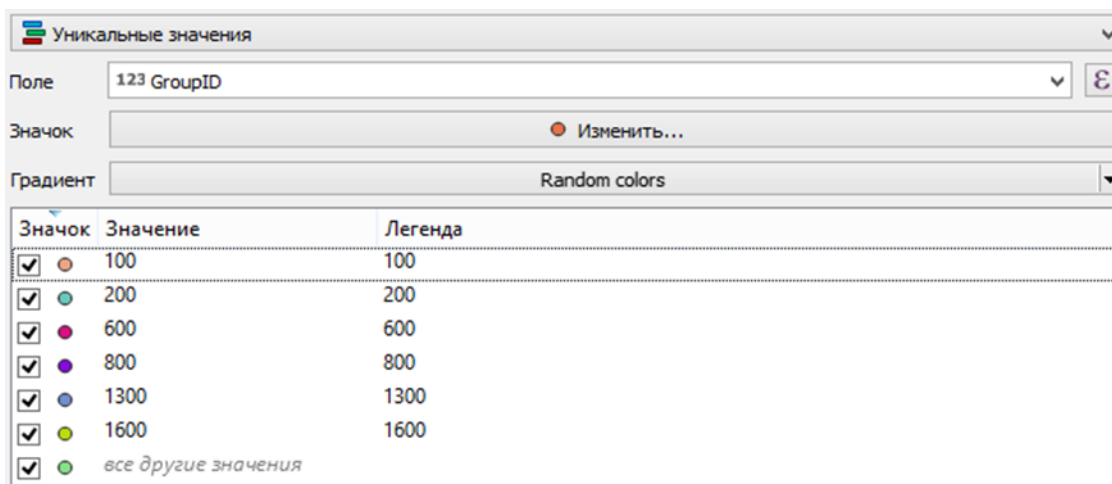 Уникальные значения
Поле 123 GroupID ε
Значок Изменить...
Градиент Random colors
Значок Значение Легенда
100 100
200 200
600 600
800 800
1300 1300
1600 1600
все другие значения